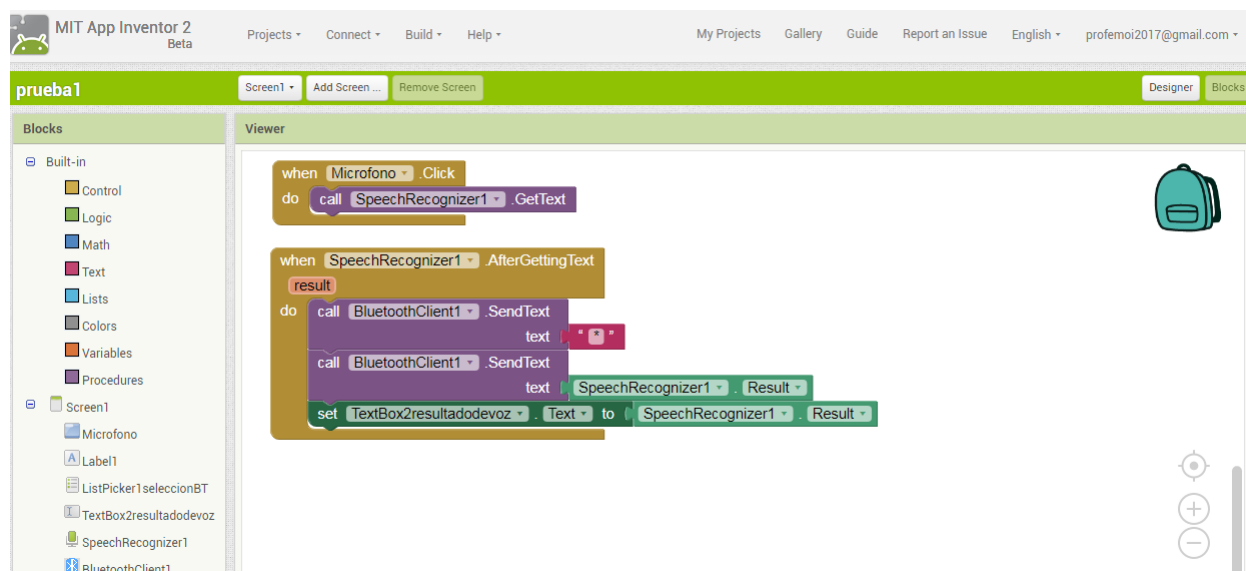 MIT App Inventor 2
Beta
Projects Connect Build Help My Projects Gallery Guide Report an Issue English profemoi2017@gmail.com
prueba1 Screen1 Add Screen ... Remove Screen Designer Blocks
Blocks Viewer
Built-in
Control
Logic
Math
Text
Lists
Colors
Variables
Procedures
Screen1
Microfono
Label1
ListPicker1seleccionBT
TextBox2resultadodevoz
SpeechRecognizer1
BluetoothClient1
when Microfono .Click
do call SpeechRecognizer1 .GetText
when SpeechRecognizer1 .AfterGettingText
result
do call BluetoothClient1 .SendText
text " * "
call BluetoothClient1 .SendText
text SpeechRecognizer1 . Result
set TextBox2resultadodevoz . Text to SpeechRecognizer1 . Result